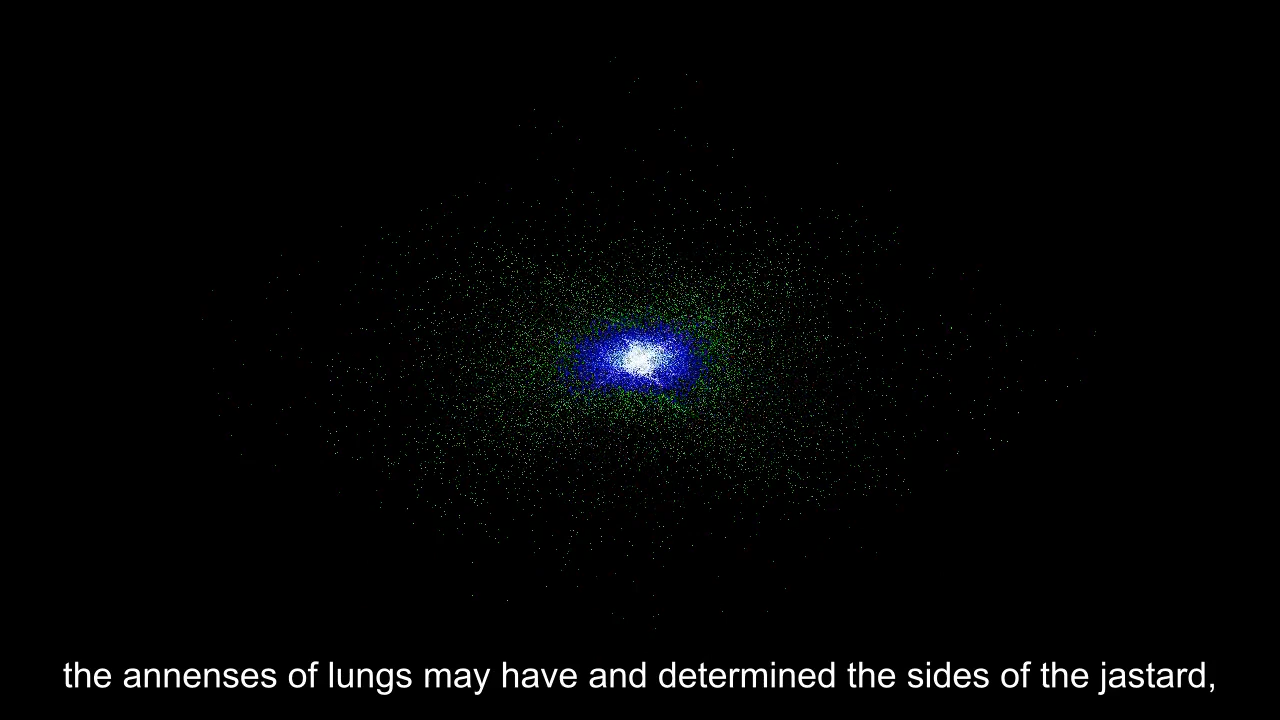 the annenses of lungs may have and determined the sides of the jastard,